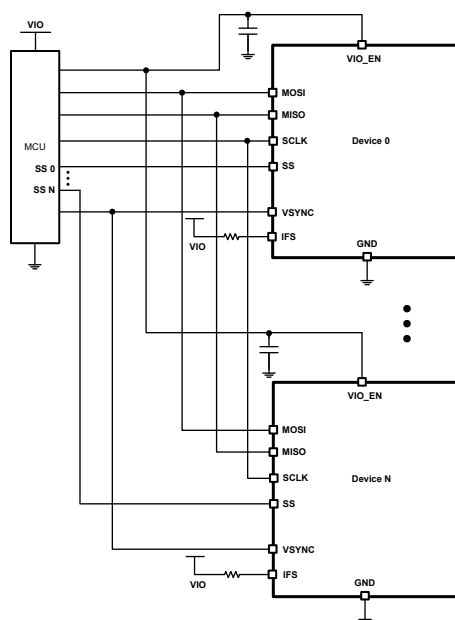 VIO
VIO_EN
MOSI
MISO
MCU
SCLK
Device 0
SS 0
SS
SS N
VSYNC
VIO
IFS
GND
VIO_EN
MOSI
MISO
SCLK
Device N
SS
VSYNC
VIO
IFS
GND